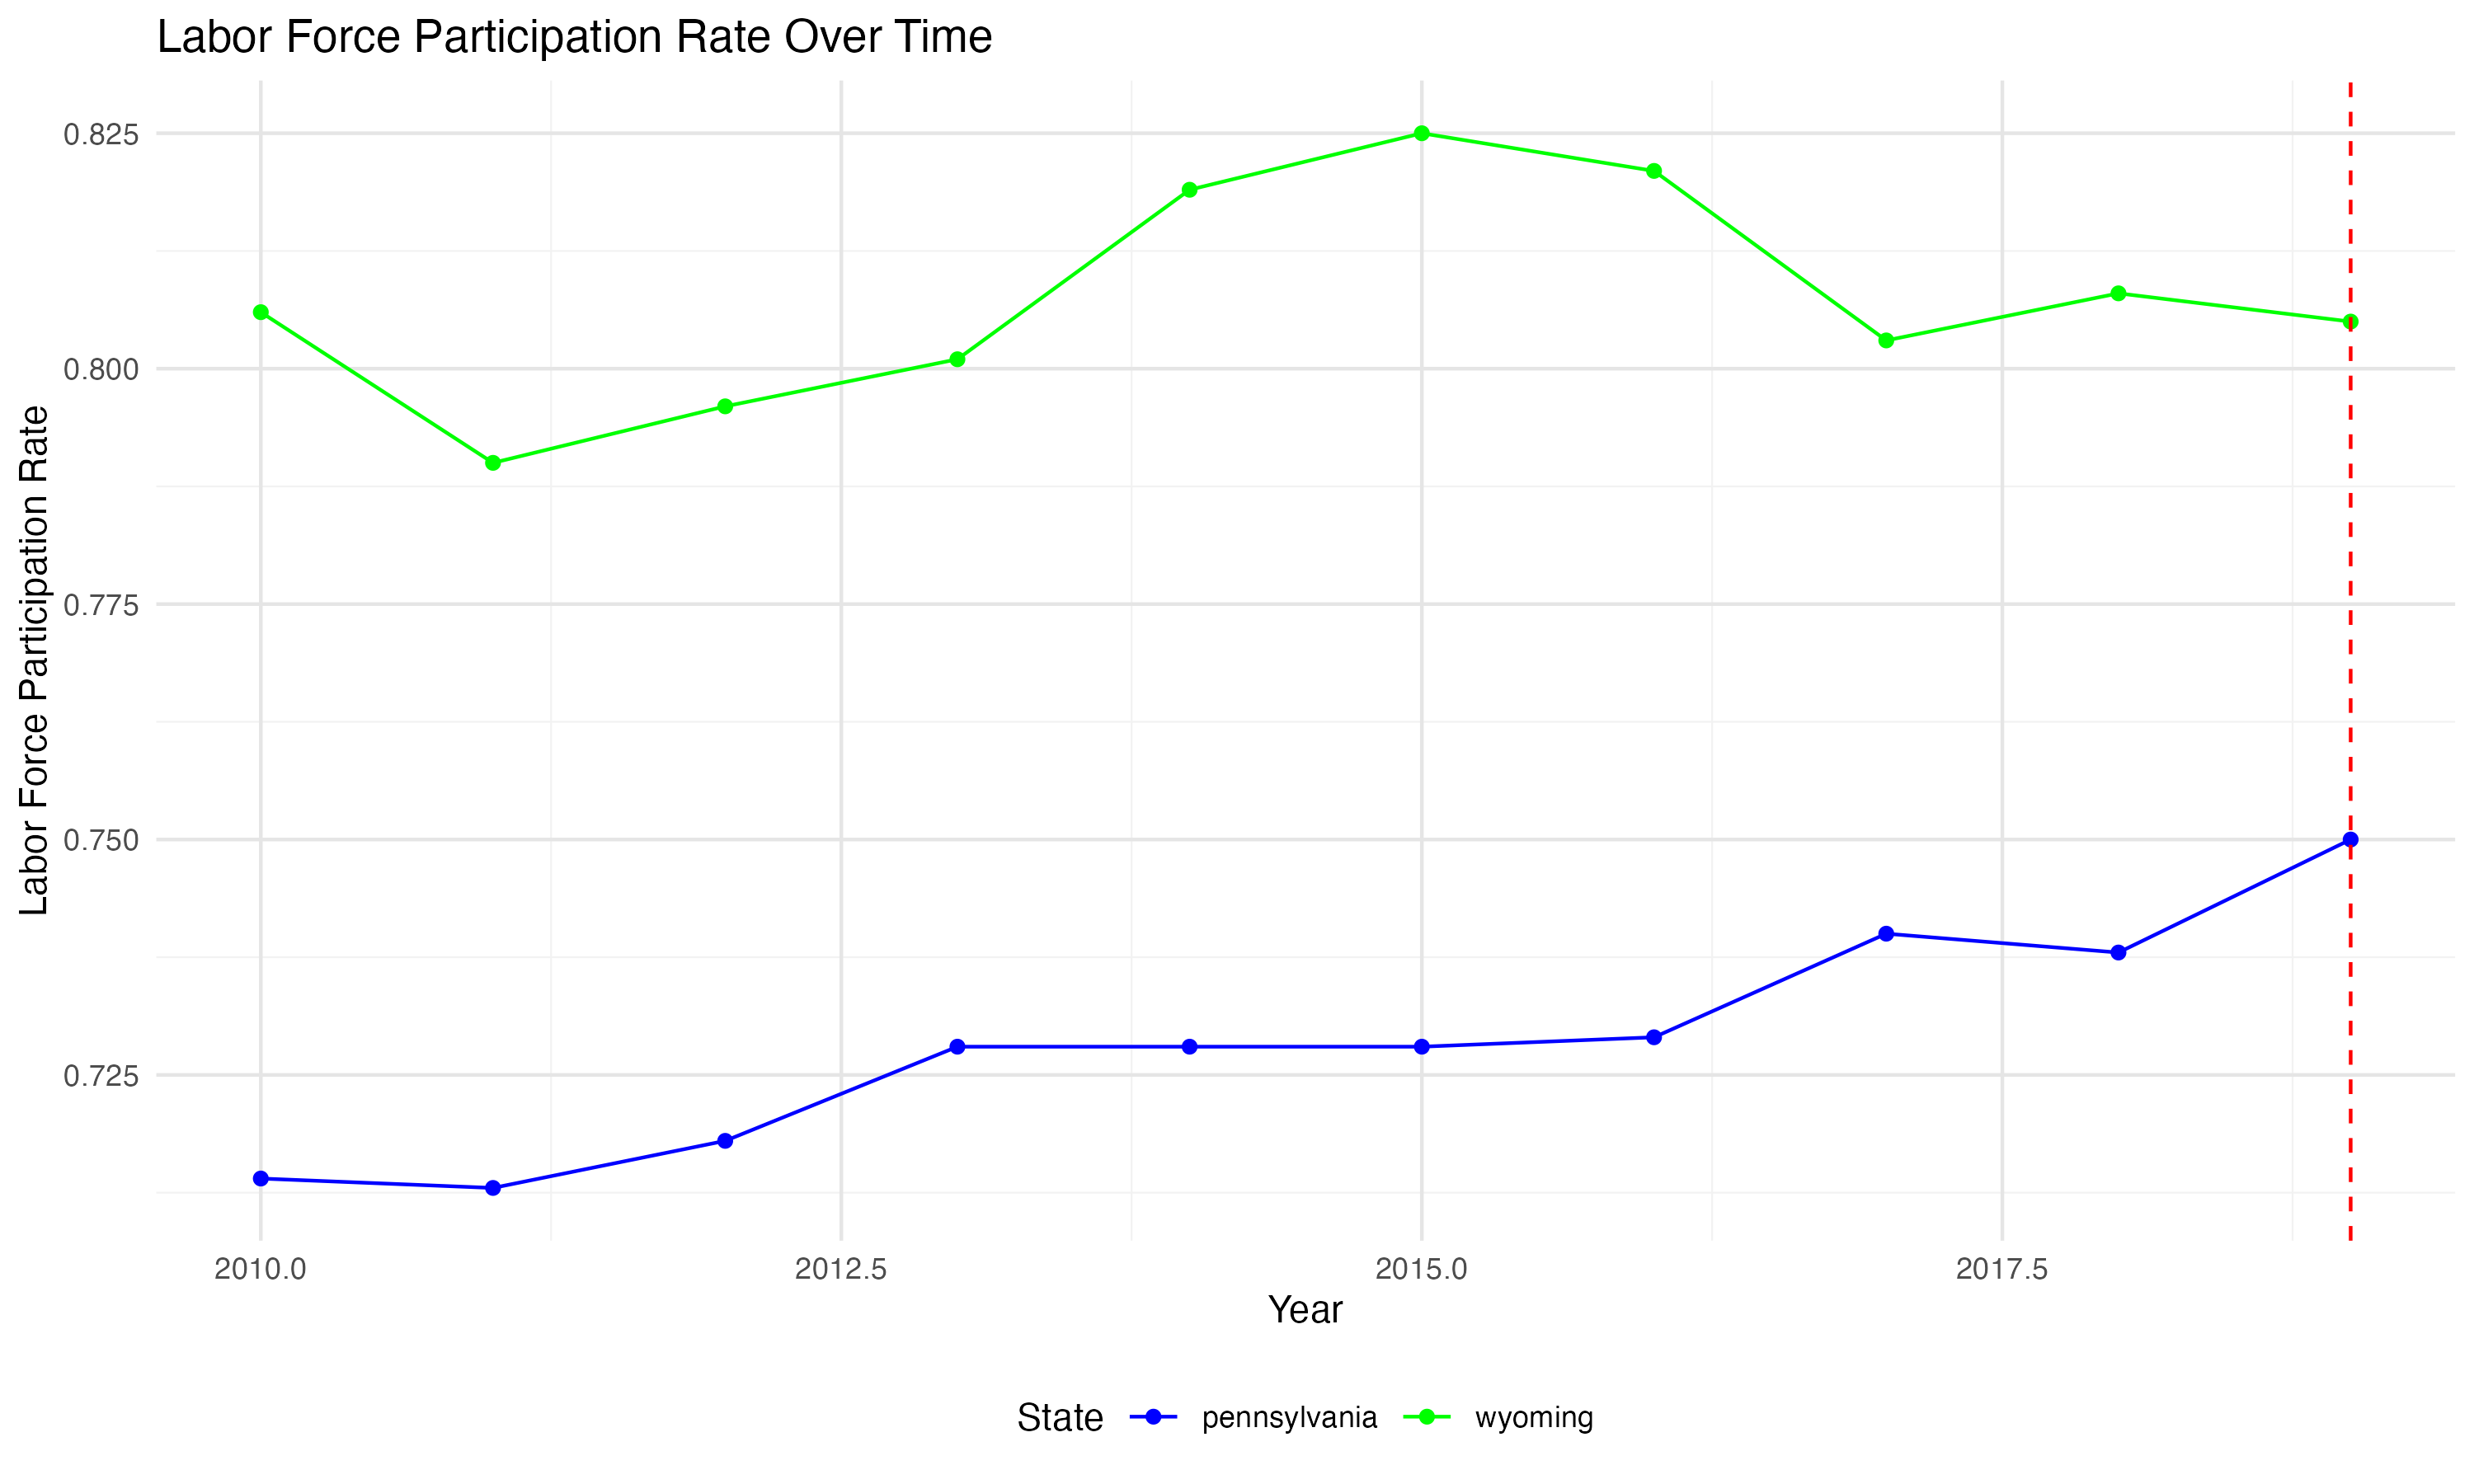 Labor Force Participation Rate Over Time
Labor Force Participation Rate
0.825
0.800
0.775
0.750
0.725
2010.0 2012.5 2015.0 2017.5
Year
State pennsylvania wyoming